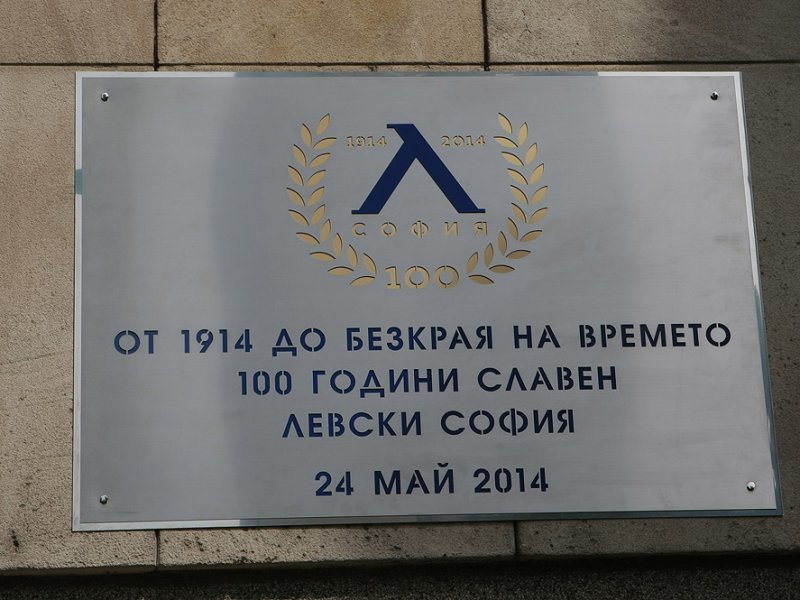 1914 2014
Λ
СОФИЯ
100
ОТ 1914 ДО БЕЗКРАЯ НА ВРЕМЕТО
100 ГОДИНИ СЛАВЕН
ЛЕВСКИ СОФИЯ
24 МАЙ 2014